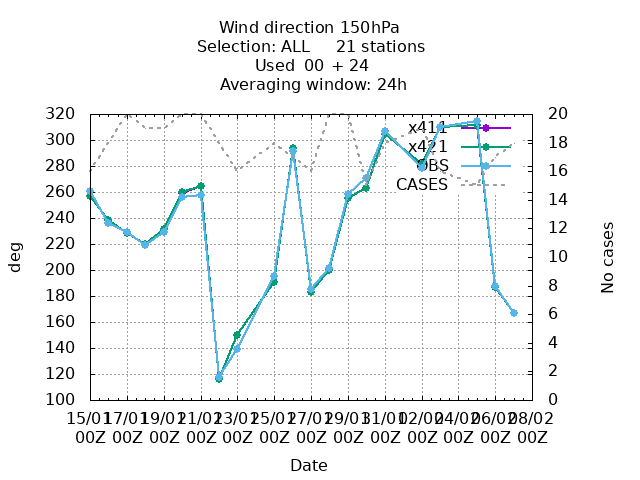 Wind direction 150hPa
Selection: ALL 21 stations
Used 00 + 24
Averaging window: 24h
320
300
280
260
240
220
200
180
160
140
120
100
deg
20
18
16
14
12
10
8
6
4
2
0
No cases
x411
x421
OBS
CASES
15/01 17/01 19/01 21/01 23/01 25/01 27/01 29/01 31/01 02/02 04/02 06/02 08/02
00Z 00Z 00Z 00Z 00Z 00Z 00Z 00Z 00Z 00Z 00Z 00Z 00Z
Date